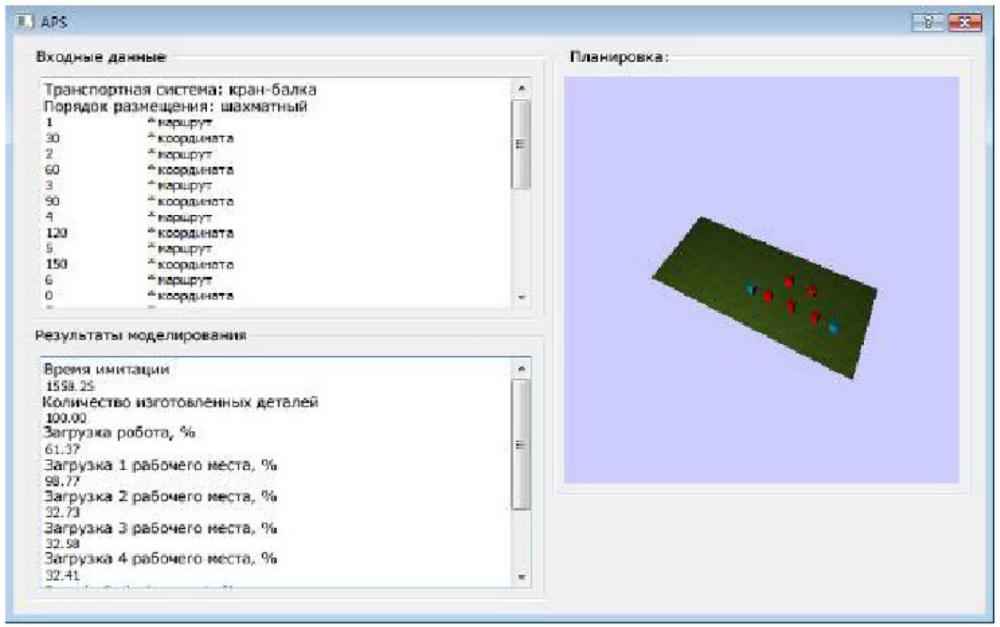 APS
Входные данные
Транспортная система: кран-балка
Порядок размещения: шахматный
1 * маршрут
30 * координата
2 * маршрут
60 * координата
3 * маршрут
90 * координата
4 * маршрут
120 * координата
5 * маршрут
150 * координата
6 * маршрут
0 * координата
Результаты моделирования
Время имитации
1558.25
Количество изготовленных деталей
100.00
Загрузка робота, %
61.37
Загрузка 1 рабочего места, %
98.77
Загрузка 2 рабочего места, %
32.73
Загрузка 3 рабочего места, %
32.58
Загрузка 4 рабочего места, %
32.41
Планировка: